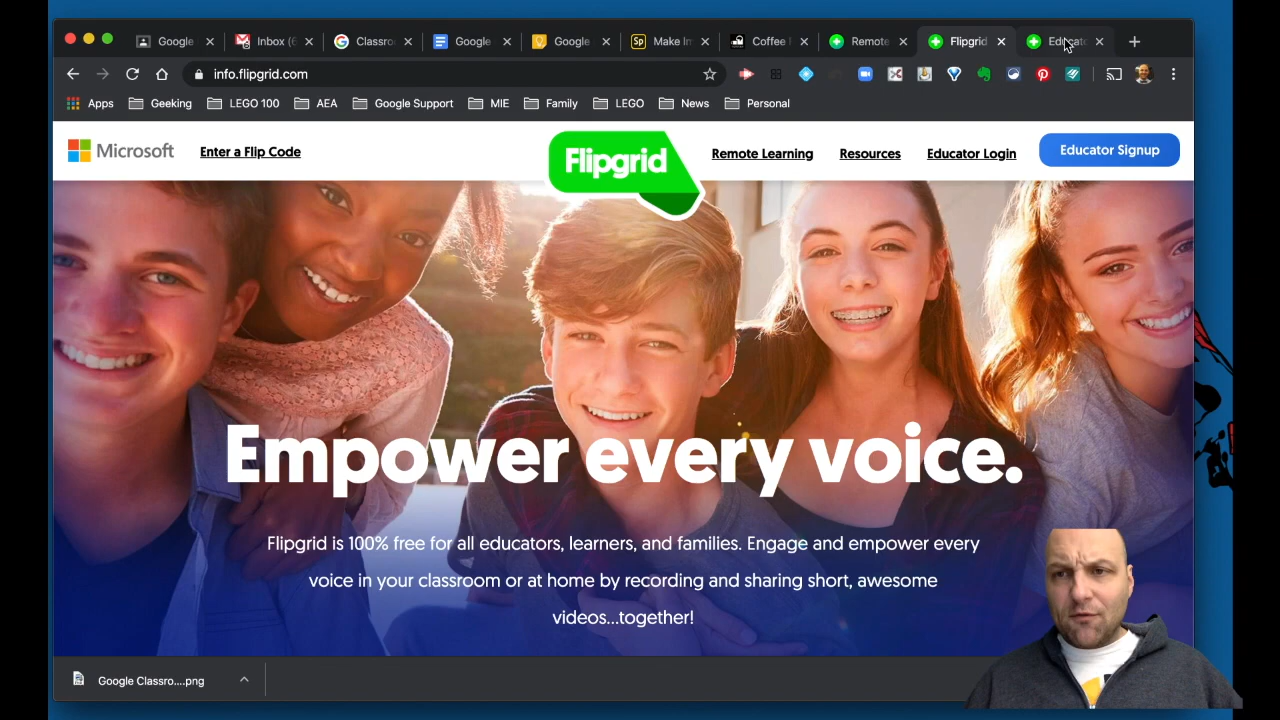 Google
Inbox (6
Classro
Google
Google
Sp
Make In
Coffee
Remote
Flipgrid
Educato
info.flipgrid.com
Apps
Geeking
LEGO 100
AEA
Google Support
MIE
Family
LEGO
News
Personal
Microsoft
Enter a Flip Code
Flipgrid
Remote Learning
Resources
Educator Login
Educator Signup
Empower every voice.
Flipgrid is 100% free for all educators, learners, and families. Engage and empower every
voice in your classroom or at home by recording and sharing short, awesome
videos...together!
Google Classro....png